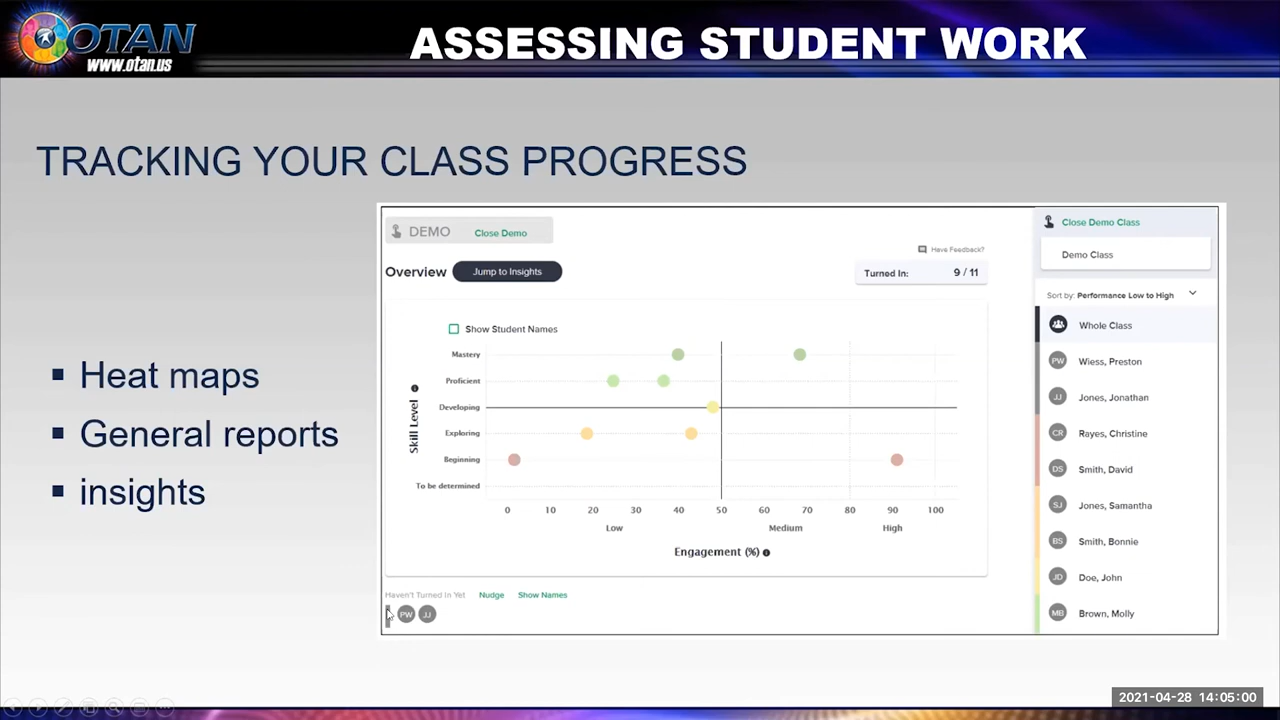 OTAN
www.otan.us
ASSESSING STUDENT WORK
TRACKING YOUR CLASS PROGRESS
▪ Heat maps
▪ General reports
▪ insights
DEMO
Close Demo
Have Feedback?
Overview
Jump to Insights
Turned In:
9 / 11
Show Student Names
Skill Level
Mastery
Proficient
Developing
Exploring
Beginning
To be determined
0 10 20 30 40 50 60 70 80 90 100
Low Medium High
Engagement (%)
Haven't Turned In Yet
Nudge
Show Names
PW JJ
Close Demo Class
Demo Class
Sort by: Performance Low to High
Whole Class
PW Wiess, Preston
JJ Jones, Jonathan
CR Rayes, Christine
DS Smith, David
SJ Jones, Samantha
BS Smith, Bonnie
JD Doe, John
MB Brown, Molly
2021-04-28 14:05:00